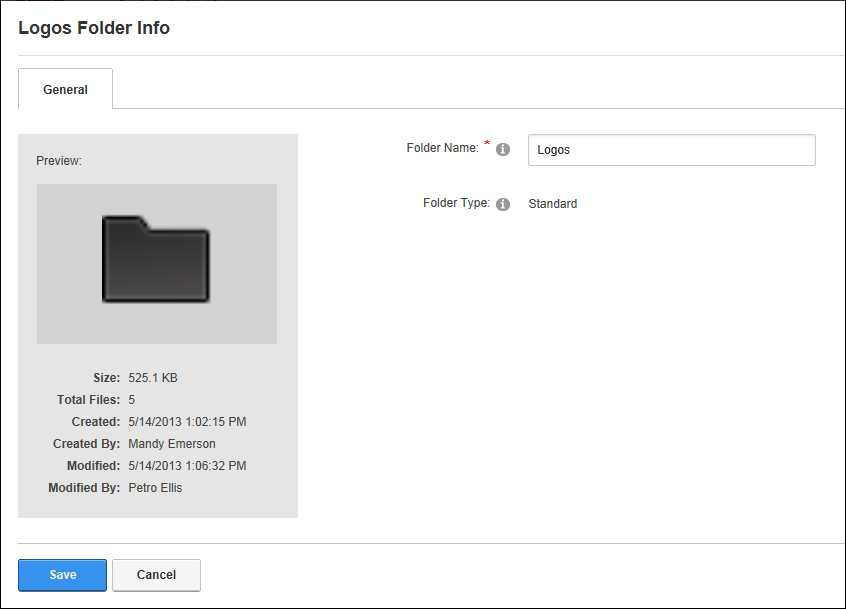 Logos Folder Info
General
Preview:
Size: 525.1 KB
Total Files: 5
Created: 5/14/2013 1:02:15 PM
Created By: Mandy Emerson
Modified: 5/14/2013 1:06:32 PM
Modified By: Petro Ellis
Folder Name: * Logos
Folder Type: Standard
Save
Cancel